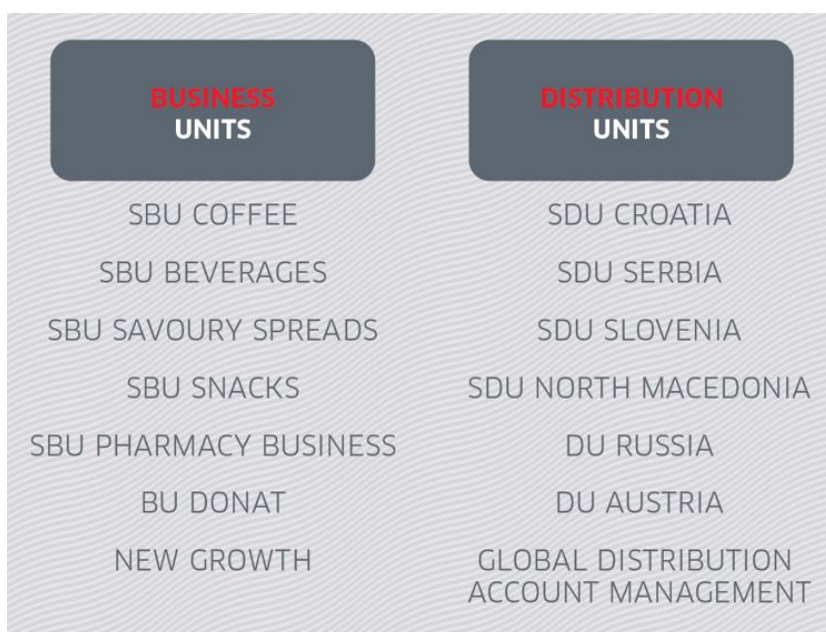 BUSINESS
UNITS
SBU COFFEE
SBU BEVERAGES
SBU SAVOURY SPREADS
SBU SNACKS
SBU PHARMACY BUSINESS
BU DONAT
NEW GROWTH
DISTRIBUTION
UNITS
SDU CROATIA
SDU SERBIA
SDU SLOVENIA
SDU NORTH MACEDONIA
DU RUSSIA
DU AUSTRIA
GLOBAL DISTRIBUTION
ACCOUNT MANAGEMENT